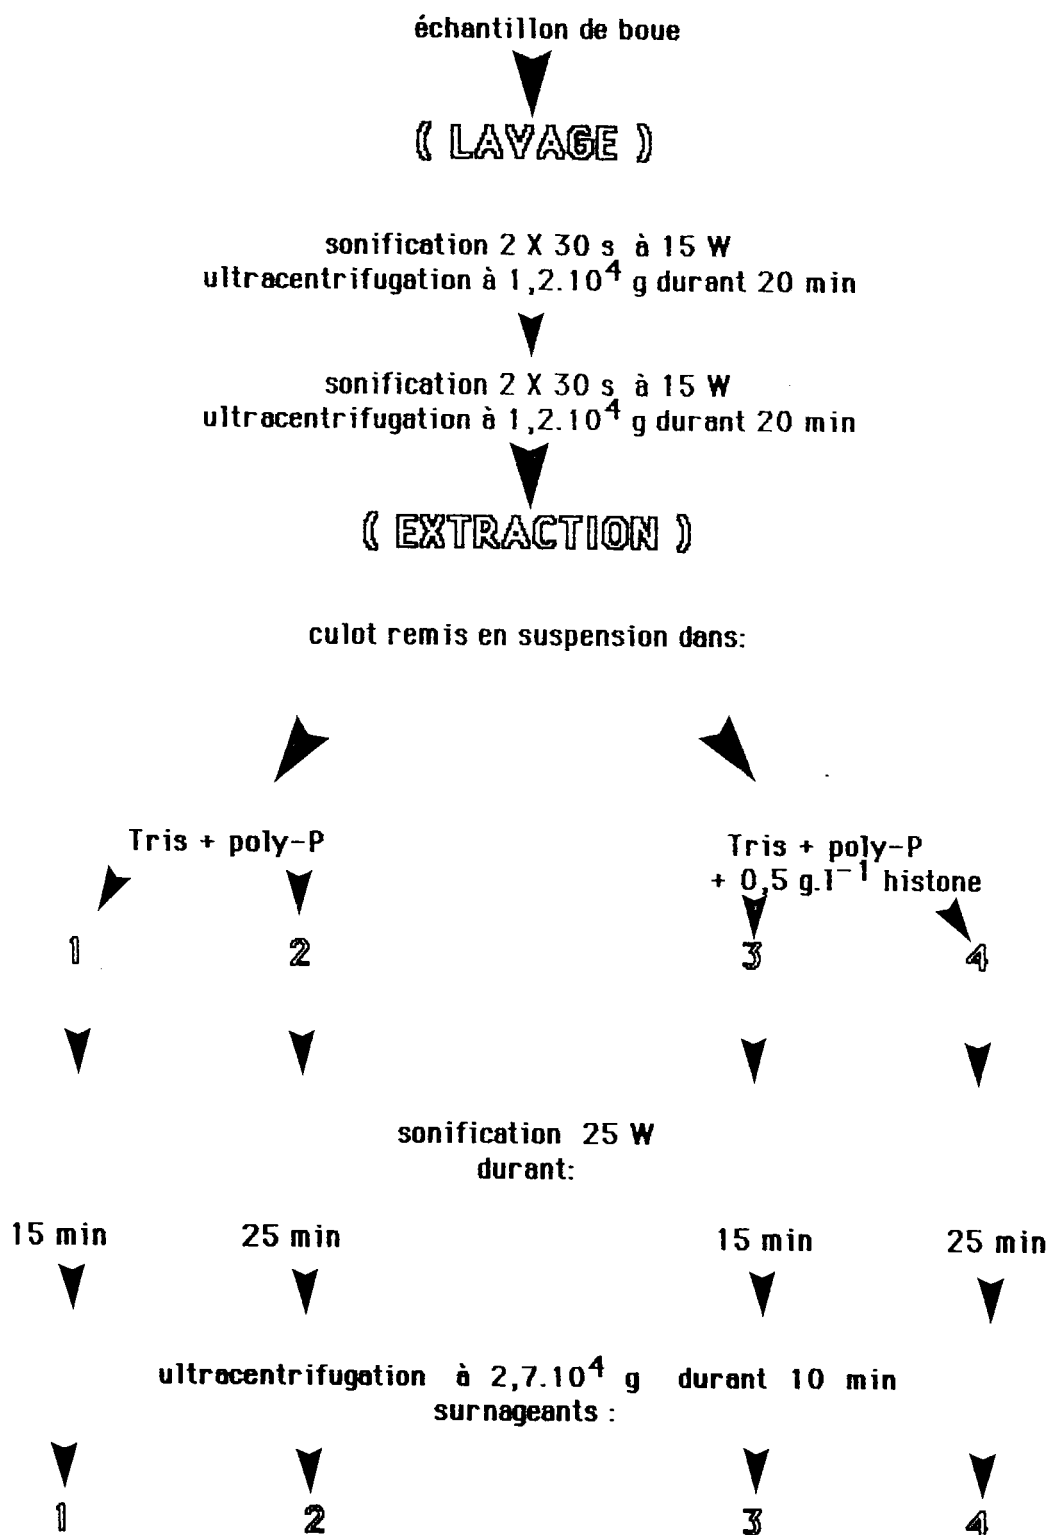 échantillon de boue
( LAVAGE )
sonification 2 X 30 s à 15 W
ultracentrifugation à 1,2.10⁴ g durant 20 min
sonification 2 X 30 s à 15 W
ultracentrifugation à 1,2.10⁴ g durant 20 min
( EXTRACTION )
culot remis en suspension dans:
Tris + poly-P
Tris + poly-P
+ 0,5 g.l⁻¹ histone
1 2 3 4
sonification 25 W
durant:
15 min 25 min 15 min 25 min
ultracentrifugation à 2,7.10⁴ g durant 10 min
surnageants :
1 2 3 4